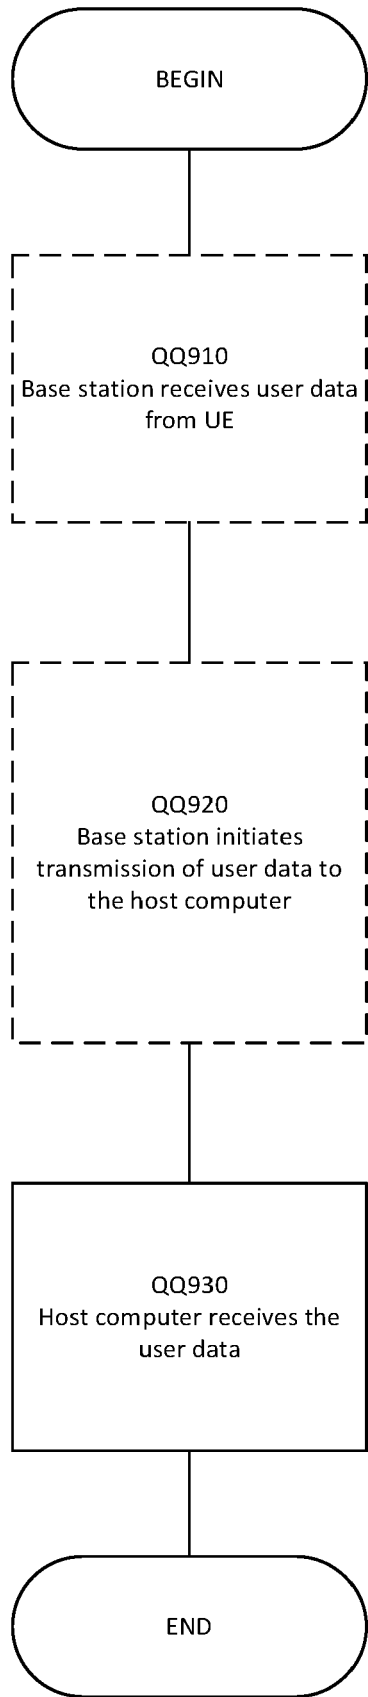 BEGIN
QQ910
Base station receives user data
from UE
QQ920
Base station initiates
transmission of user data to
the host computer
QQ930
Host computer receives the
user data
END